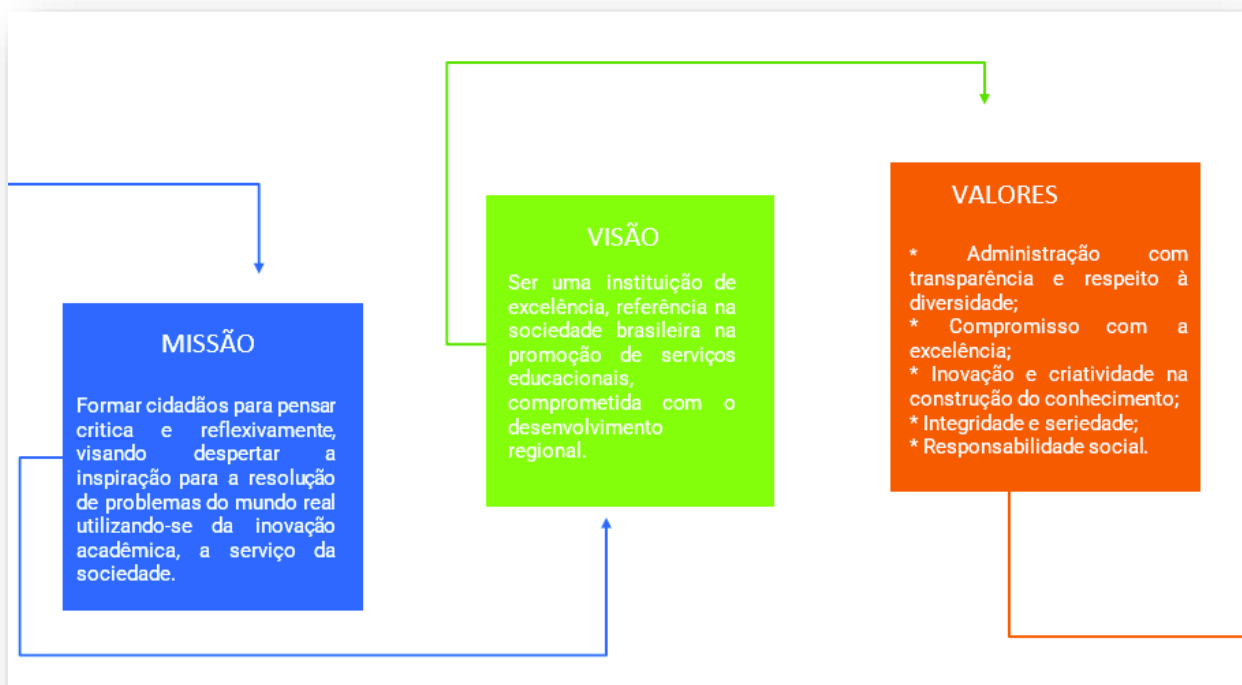 MISSÃO
Formar cidadãos para pensar
critica e reflexivamente,
visando despertar a
inspiração para a resolução
de problemas do mundo real
utilizando-se da inovação
acadêmica, a serviço da
sociedade.
VISÃO
Ser uma instituição de
excelência, referência na
sociedade brasileira na
promoção de serviços
educacionais,
comprometida com o
desenvolvimento
regional.
VALORES
* Administração com
transparência e respeito à
diversidade;
* Compromisso com a
excelência;
* Inovação e criatividade na
construção do conhecimento;
* Integridade e seriedade;
* Responsabilidade social.